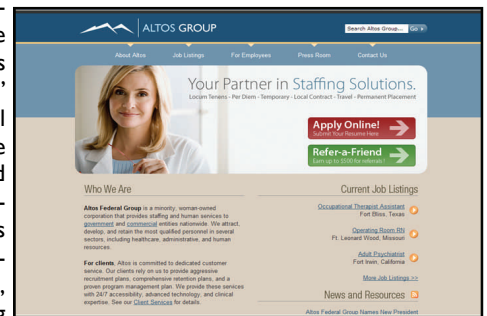 ALTOS GROUP
Search Altos Group... Go
About Altos Job Listings For Employees Press Room Contact Us
Your Partner in Staffing Solutions.
Locum Tenens - Per Diem - Temporary - Local Contract - Travel - Permanent Placement
Apply Online!
Submit Your Resume Here
Refer-a-Friend
Earn up to $500 for referrals!
Who We Are
Altos Federal Group is a minority, woman-owned
corporation that provides staffing and human services to
government and commercial entities nationwide. We attract,
develop, and retain the most qualified personnel in several
sectors, including healthcare, administrative, and human
resources.
For clients. Altos is committed to dedicated customer
service. Our clients rely on us to provide aggressive
recruitment plans, comprehensive retention plans, and a
proven program management plan. We provide these services
with 24/7 accessibility, advanced technology, and clinical
expertise. See our Client Services for details.
Current Job Listings
Occupational Therapist Assistant
Fort Bliss, Texas
Operating Room RN
Ft. Leonard Wood, Missouri
Adult Psychiatrist
Fort Irwin, California
More Job Listings >>
News and Resources
Altos Federal Group Names New President